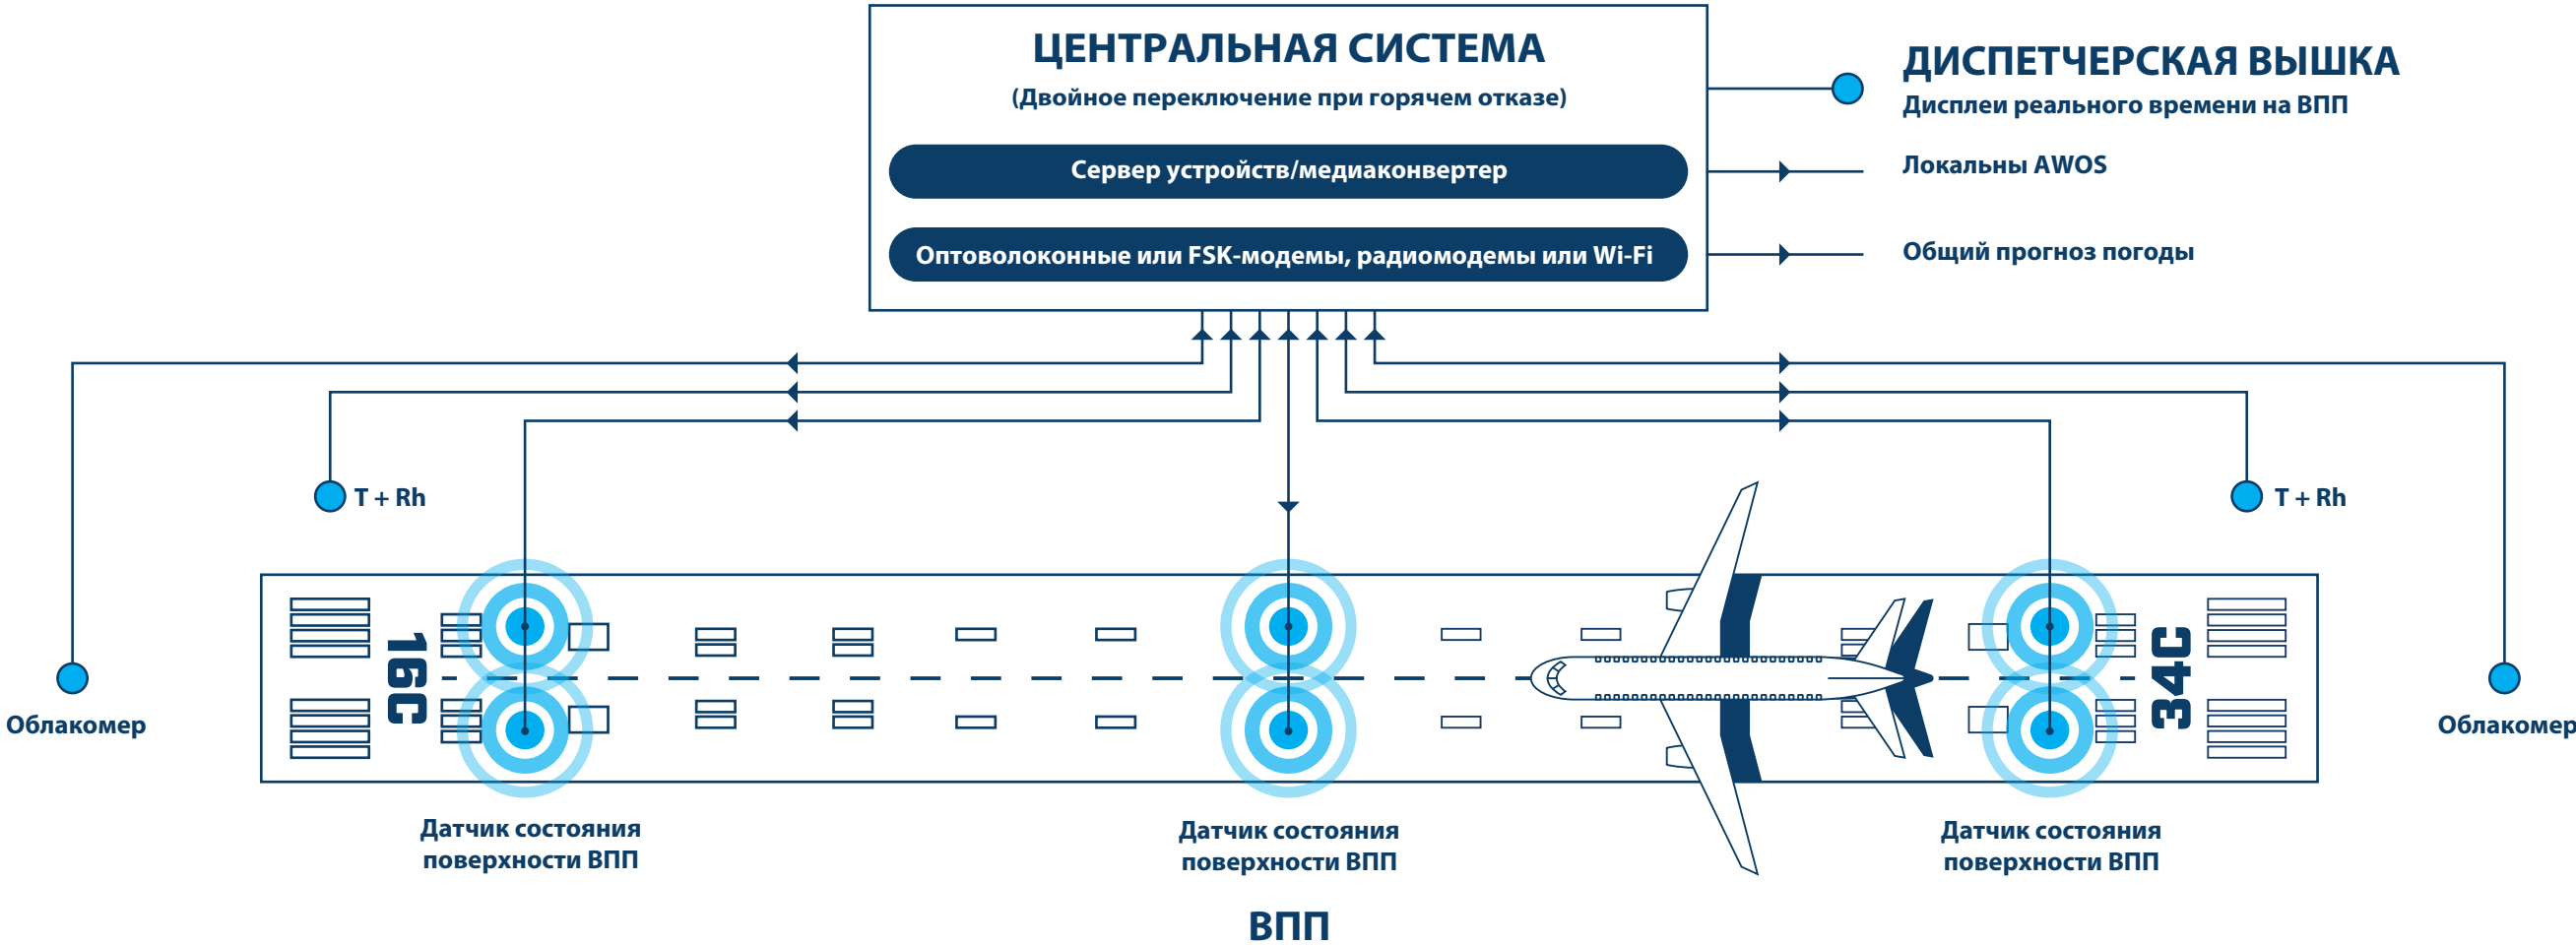 ЦЕНТРАЛЬНАЯ СИСТЕМА
(Двойное переключение при горячем отказе)
Сервер устройств/медиаконвертер
Оптоволоконные или FSK-модемы, радиомодемы или Wi-Fi
ДИСПЕТЧЕРСКАЯ ВЫШКА
Дисплеи реального времени на ВПП
Локальны AWOS
Общий прогноз погоды
T + Rh
T + Rh
16C
34C
Облакомер
Облакомер
Датчик состояния
поверхности ВПП
Датчик состояния
поверхности ВПП
Датчик состояния
поверхности ВПП
ВПП